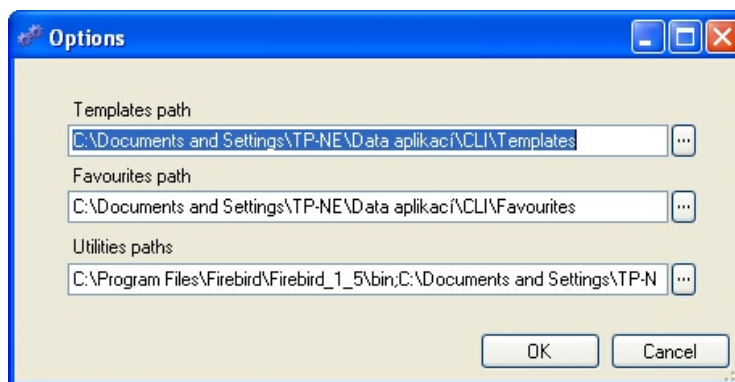 Options
Templates path
C:\Documents and Settings\TP-NE\Data aplikací\CLI\Templates
...
Favourites path
C:\Documents and Settings\TP-NE\Data aplikací\CLI\Favourites
...
Utilities paths
C:\Program Files\Firebird\Firebird_1_5\bin;C:\Documents and Settings\TP-N
...
OK Cancel